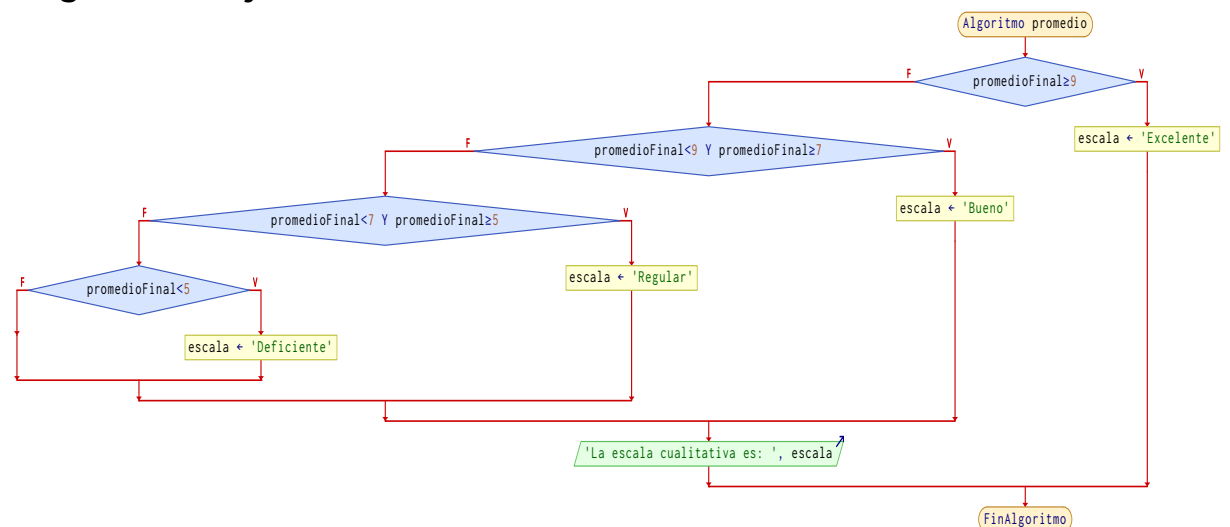 Algoritmo promedio
promedioFinal≥9
F
V
escala ← 'Excelente'
promedioFinal<9 Y promedioFinal≥7
F
V
escala ← 'Bueno'
promedioFinal<7 Y promedioFinal≥5
F
V
escala ← 'Regular'
promedioFinal<5
F
V
escala ← 'Deficiente'
'La escala cualitativa es: ', escala
FinAlgoritmo